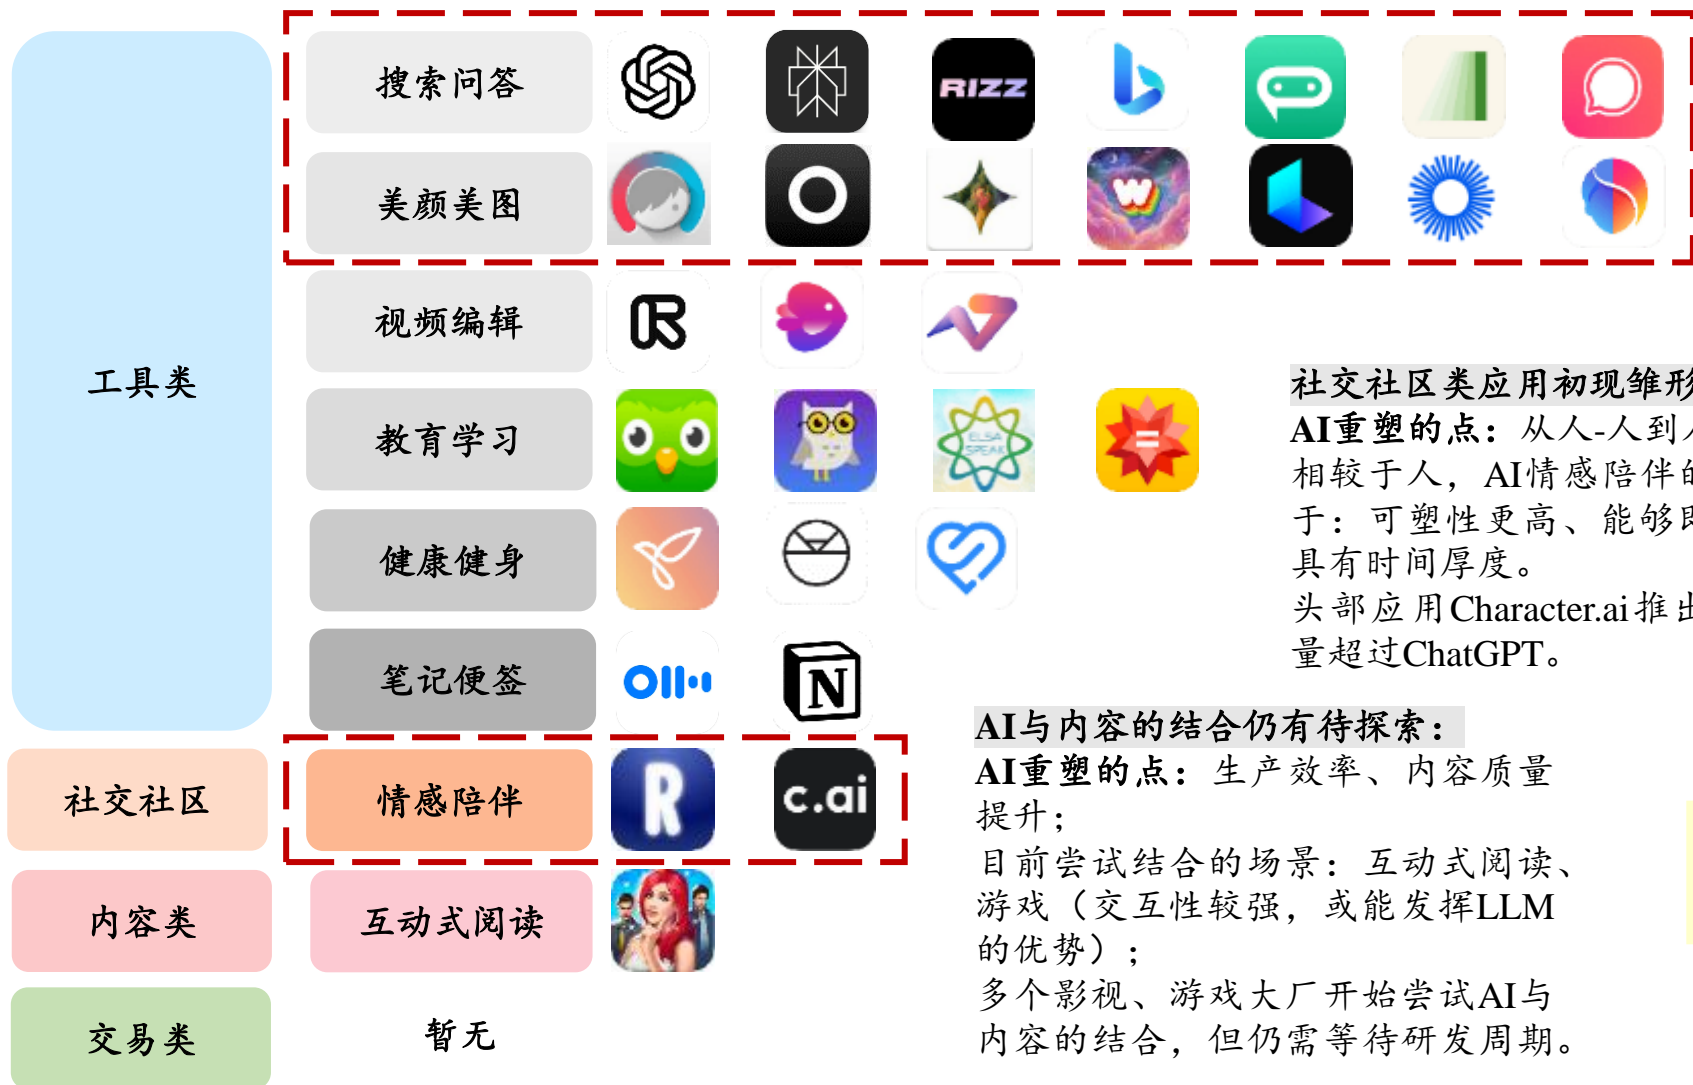 工具类
搜索问答
RIZZ
美颜美图
W
视频编辑
教育学习
ELSA
SPEAK
健康健身
笔记便签
N
社交社区
情感陪伴
R
c.ai
内容类
互动式阅读
交易类
暂无
社交社区类应用初现雏形
AI重塑的点：从人-人到
相较于人，AI情感陪伴的
于：可塑性更高、能够即
具有时间厚度。
头部应用Character.ai推出
量超过ChatGPT。
AI与内容的结合仍有待探索：
AI重塑的点：生产效率、内容质量
提升；
目前尝试结合的场景：互动式阅读、
游戏（交互性较强，或能发挥LLM
的优势）；
多个影视、游戏大厂开始尝试AI与
内容的结合，但仍需等待研发周期。